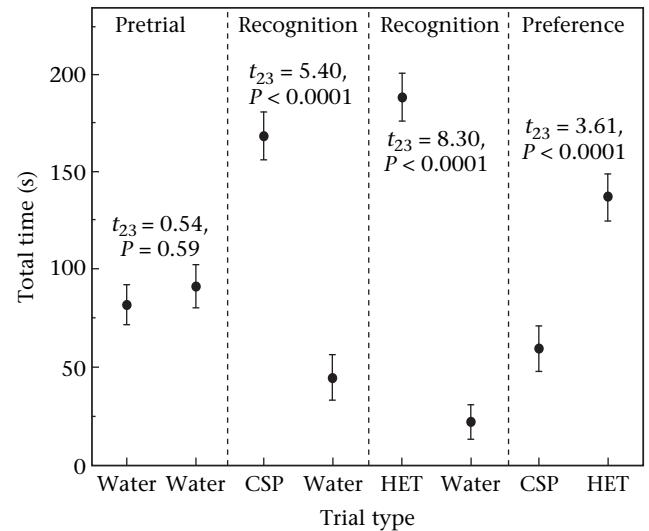 Pretrial Recognition Recognition Preference
200
t23 = 5.40,
P < 0.0001
t23 = 8.30,
P < 0.0001
t23 = 3.61,
P < 0.0001
150
t23 = 0.54,
P = 0.59
100
50
0
Total time (s)
Water Water CSP Water HET Water CSP HET
Trial type